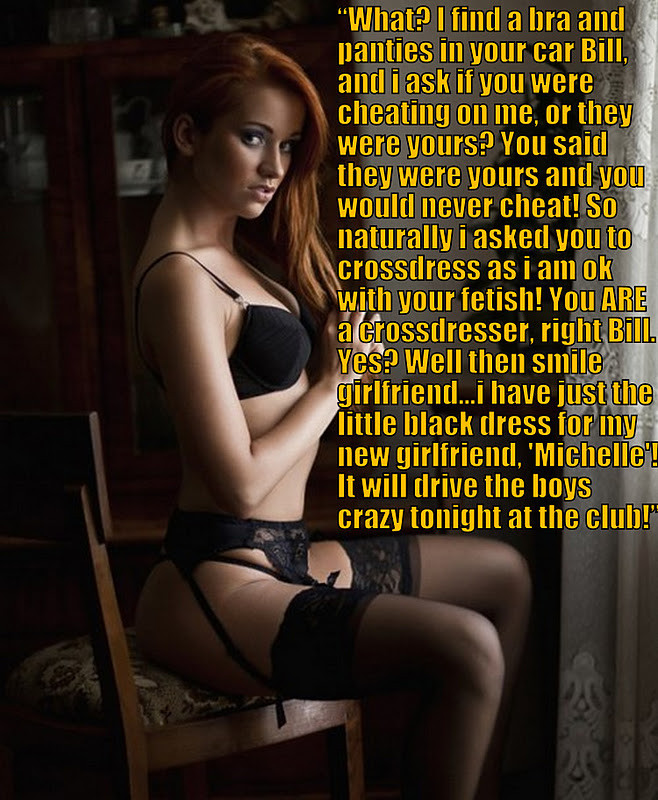 “What? I find a bra and
panties in your car Bill,
and i ask if you were
cheating on me, or they
were yours? You said
they were yours and you
would never cheat! So
naturally i asked you to
crossdress as i am ok
with your fetish! You ARE
a crossdresser, right Bill.
Yes? Well then smile
girlfriend...i have just the
little black dress for my
new girlfriend, 'Michelle'!
It will drive the boys
crazy tonight at the club!”